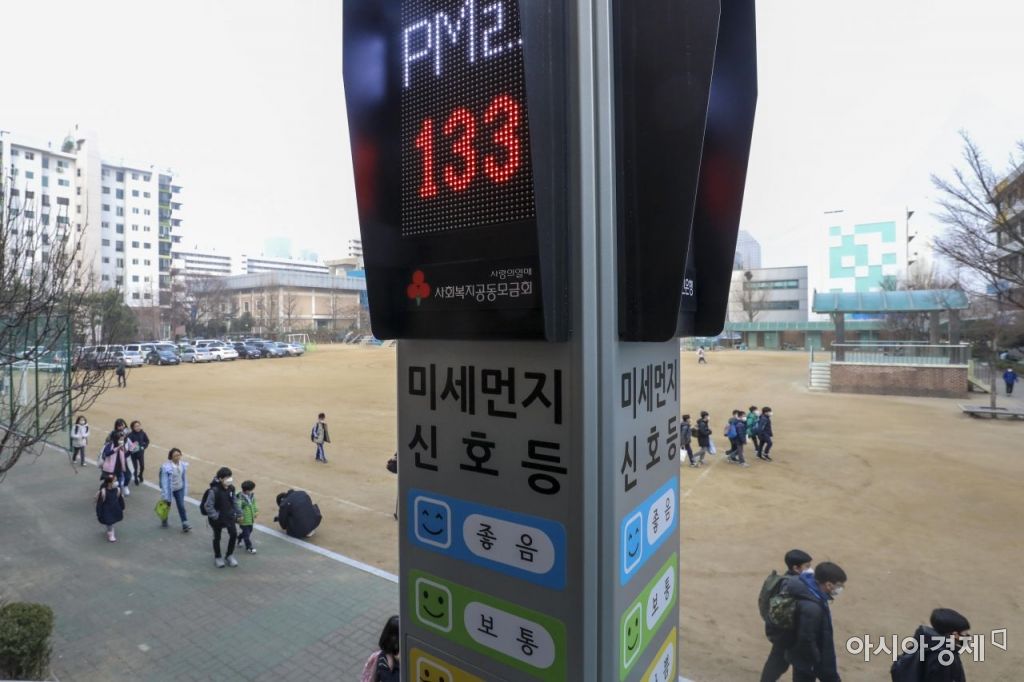 PM2..
133
사랑의열매
사회복지공동모금회
미세먼지
신호등
좋음
보통
미세먼지
신호등
좋음
보통
아시아경제